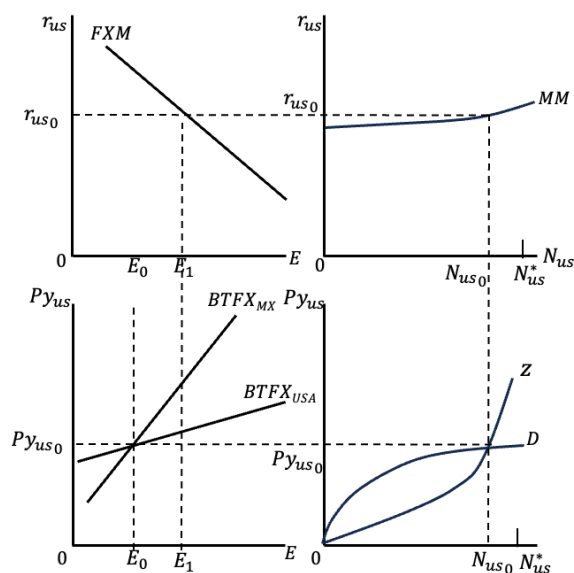 r_us
FXM
r_us0
0
E_0
E_1
E
r_us
r_us0
MM
0
N_us0
N*_us
N_us
Py_us
BTFX_MX
BTFX_USA
Py_us0
0
E_0
E_1
E
Py_us
Z
D
Py_us0
0
N_us0
N*_us